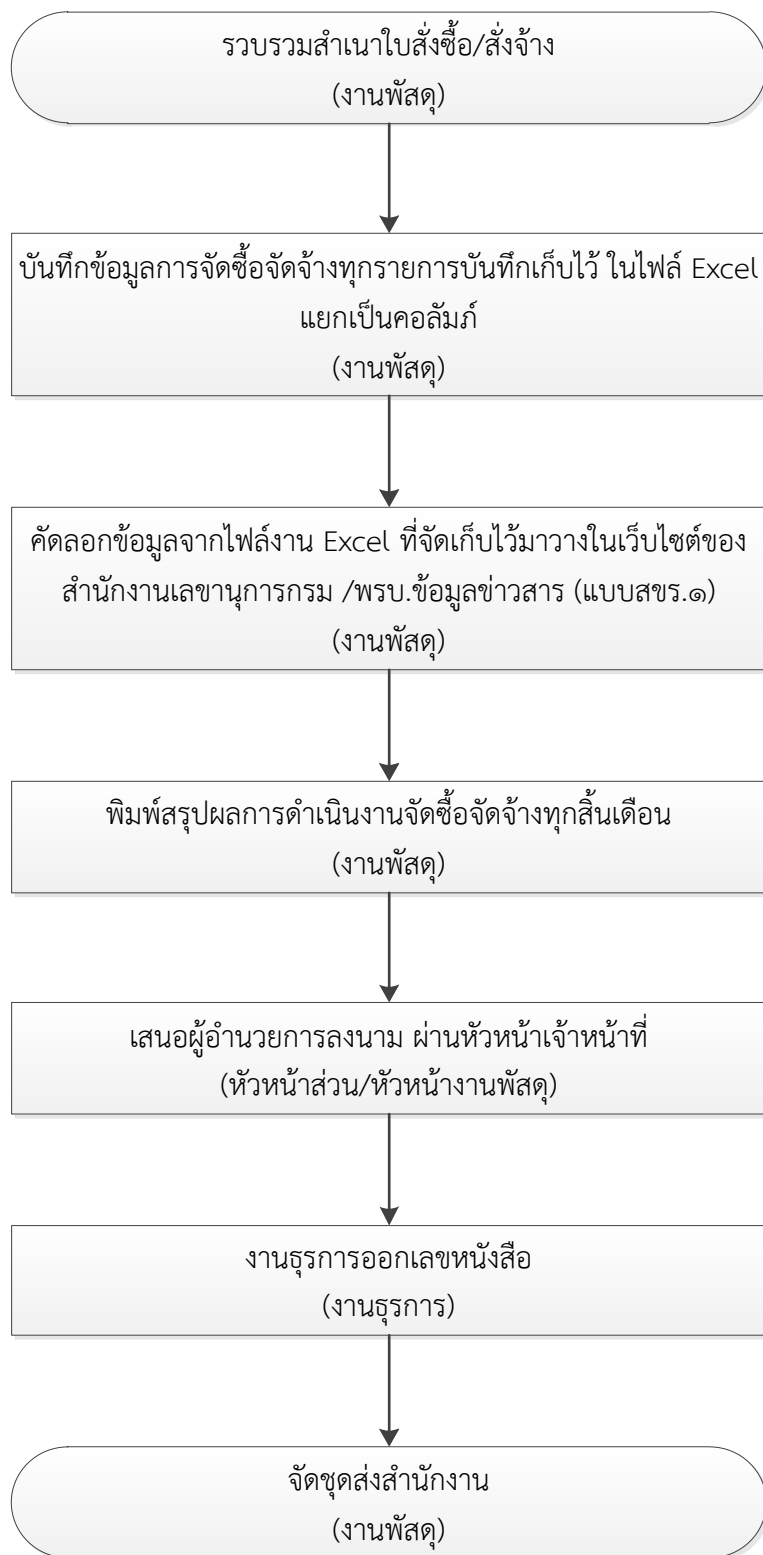 รวบรวมสำเนาใบสั่งซื้อ/สั่งจ้าง
(งานพัสดุ)
บันทึกข้อมูลการจัดซื้อจัดจ้างทุกรายการบันทึกเก็บไว้ ในไฟล์ Excel
แยกเป็นคอลัมภ์
(งานพัสดุ)
คัดลอกข้อมูลจากไฟล์งาน Excel ที่จัดเก็บไว้มาวางในเว็บไซต์ของ
สำนักงานเลขานุการกรม /พรบ.ข้อมูลข่าวสาร (แบบสขร.๑)
(งานพัสดุ)
พิมพ์สรุปผลการดำเนินงานจัดซื้อจัดจ้างทุกสิ้นเดือน
(งานพัสดุ)
เสนอผู้อำนวยการลงนาม ผ่านหัวหน้าเจ้าหน้าที่
(หัวหน้าส่วน/หัวหน้างานพัสดุ)
งานธุรการออกเลขหนังสือ
(งานธุรการ)
จัดชุดส่งสำนักงาน
(งานพัสดุ)